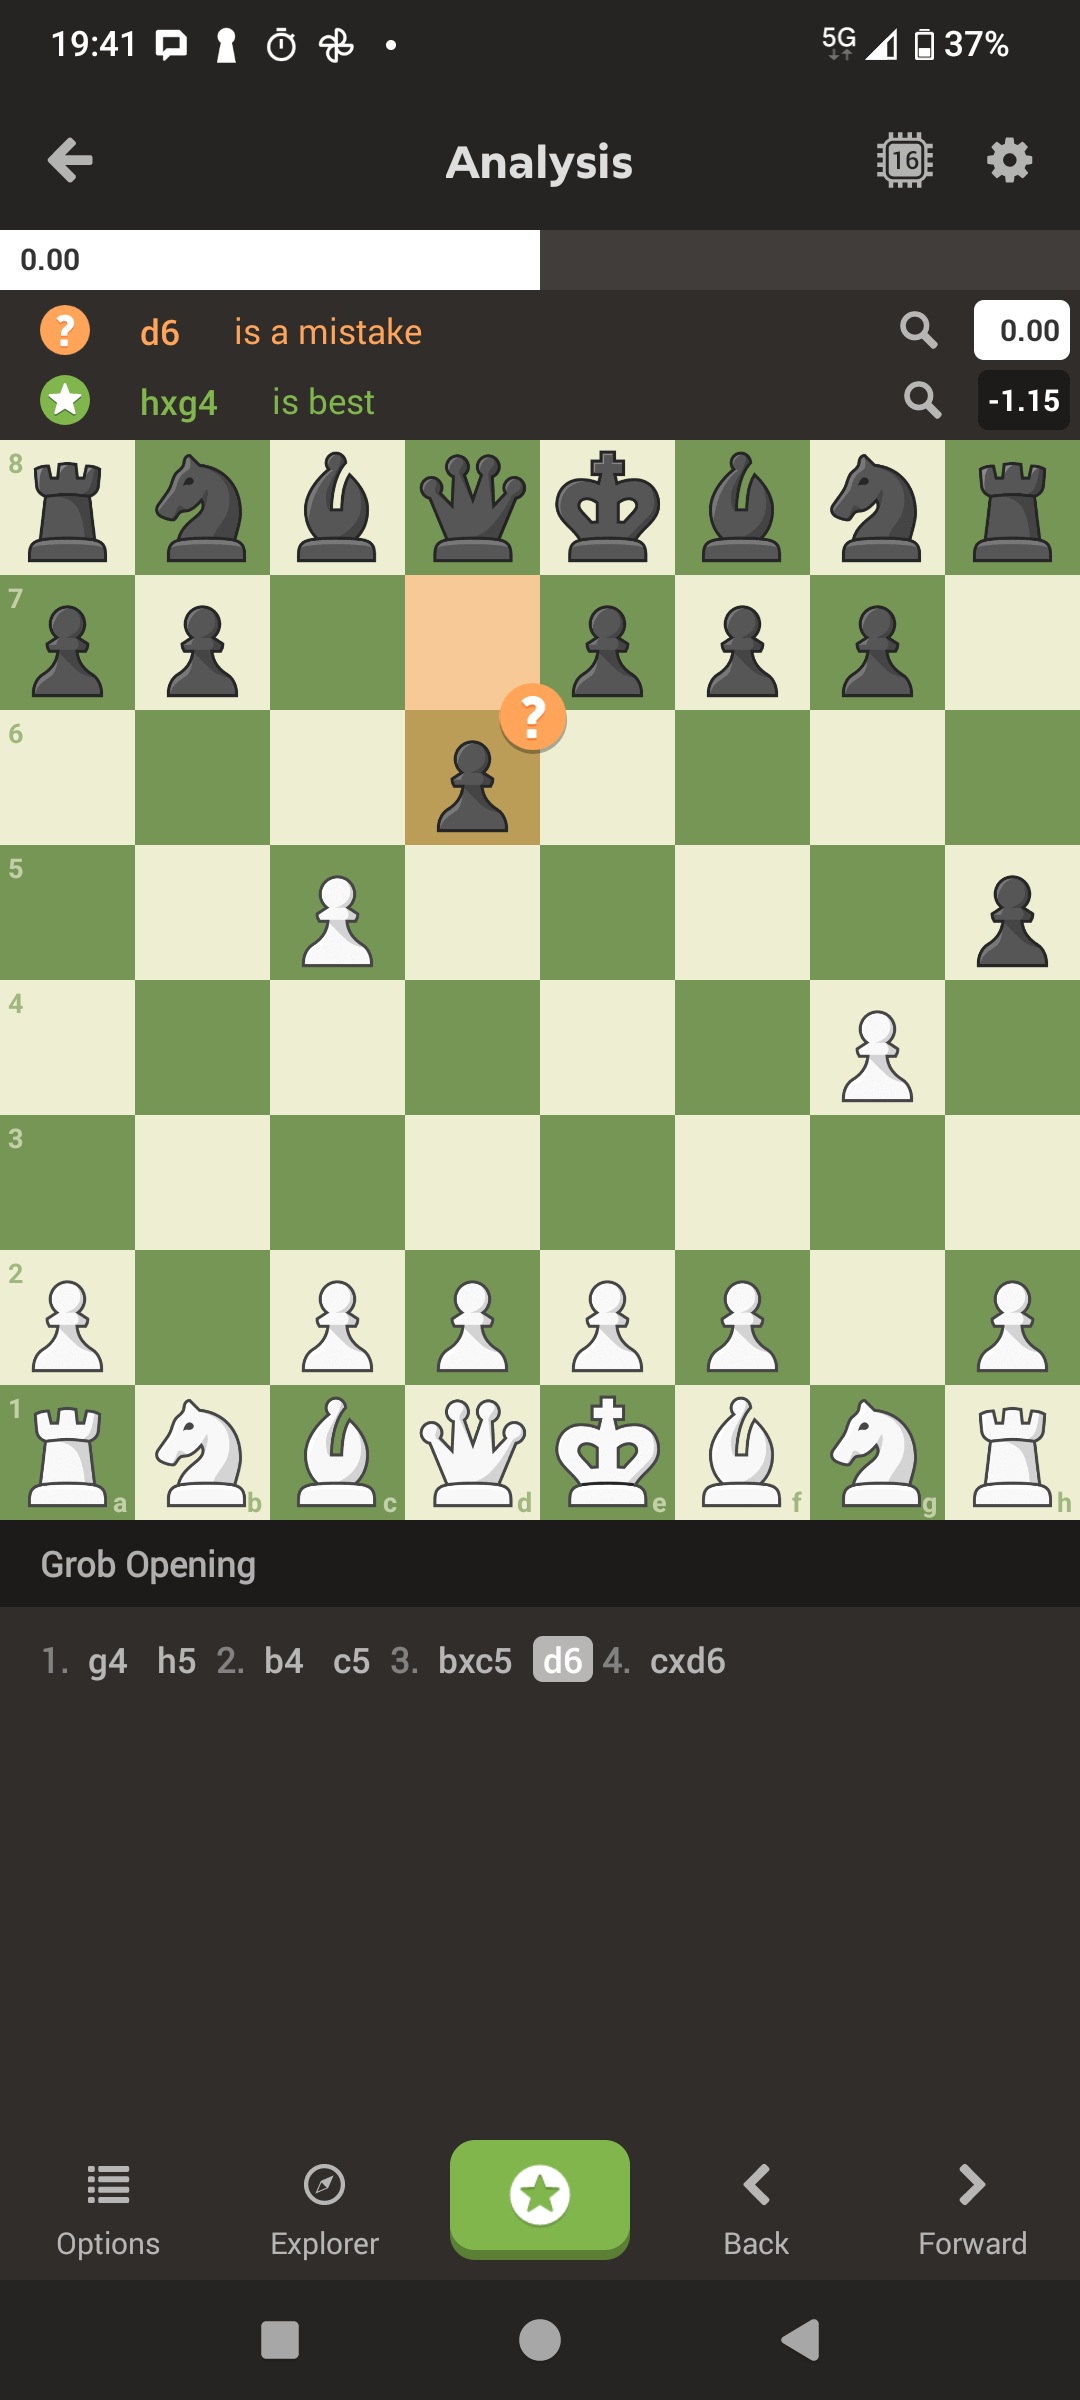 19:41 5G 37%
Analysis 16
0.00
? d6 is a mistake 0.00
hxg4 is best -1.15
8
7
?
6
5
4
3
2
1
a b c d e f g h
Grob Opening
1. g4 h5 2. b4 c5 3. bxc5 d6 4. cxd6
Options Explorer Back Forward